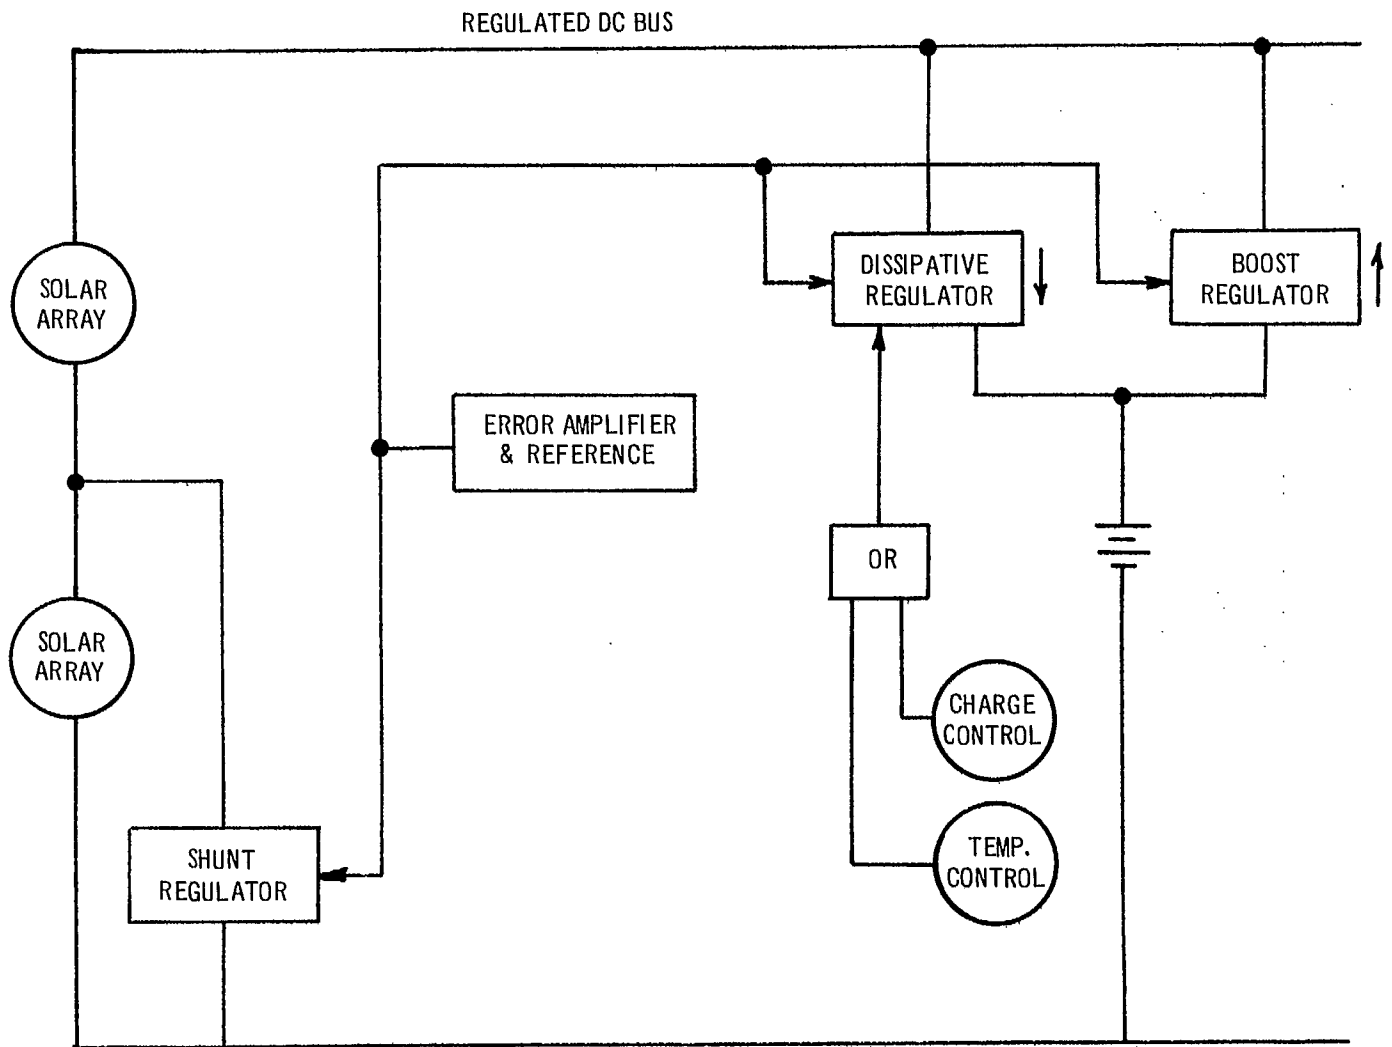 REGULATED DC BUS
SOLAR
ARRAY
DISSIPATIVE
REGULATOR
BOOST
REGULATOR
ERROR AMPLIFIER
& REFERENCE
OR
SOLAR
ARRAY
CHARGE
CONTROL
SHUNT
REGULATOR
TEMP.
CONTROL